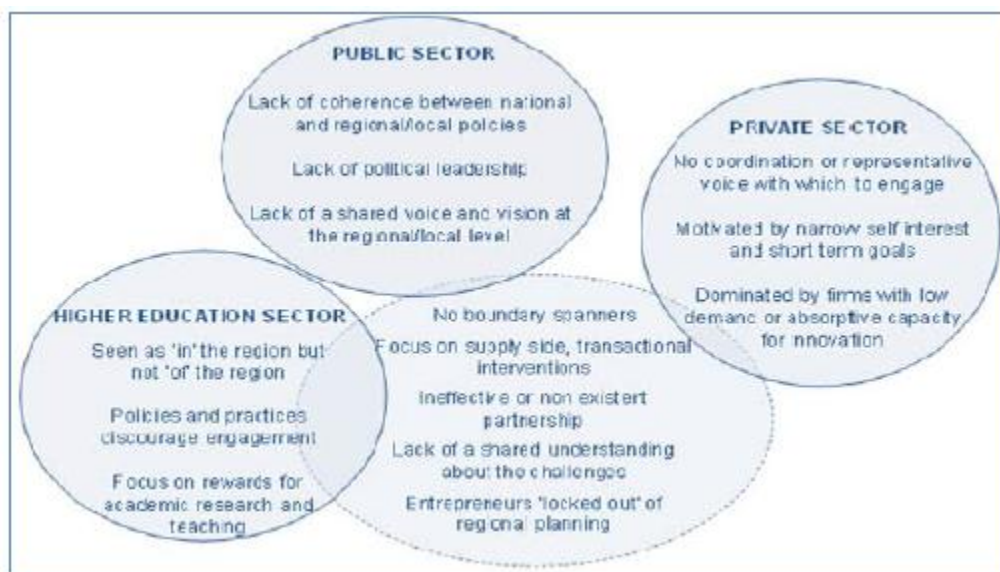 PUBLIC SECTOR
Lack of coherence between national
and regional/local policies
Lack of political leadership
Lack of a shared voice and vision at
the regional/local level
PRIVATE SECTOR
No coordination or representative
voice with which to engage
Motivated by narrow self interest
and short term goals
Dominated by firms with low
demand or absorptive capacity
for innovation
HIGHER EDUCATION SECTOR
Seen as 'in' the region but
not 'of' the region
Policies and practices
discourage engagement
Focus on rewards for
academic research and
teaching
No boundary spanners
Focus on supply side, transactional
interventions
Ineffective or non existert
partnership
Lack of a shared understanding
about the challenges
Entrepreneurs 'locked out' of
regional planning